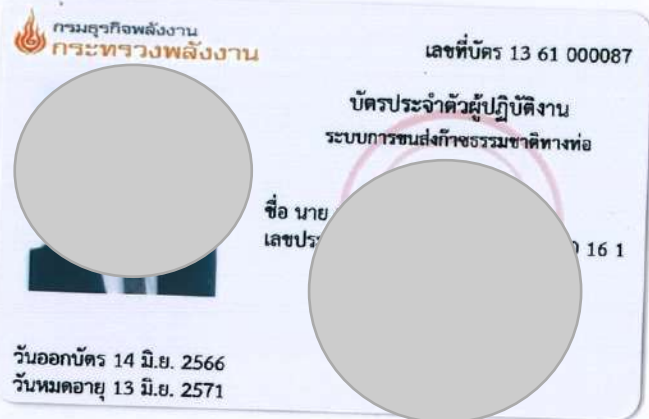 กรมธุรกิจพลังงาน
กระทรวงพลังงาน
เลขที่บัตร 13 61 000087
บัตรประจำตัวผู้ปฏิบัติงาน
ระบบการขนส่งก๊าซธรรมชาติทางท่อ
ชื่อ นาย
เลขประ 16 1
วันออกบัตร 14 มิ.ย. 2566
วันหมดอายุ 13 มิ.ย. 2571